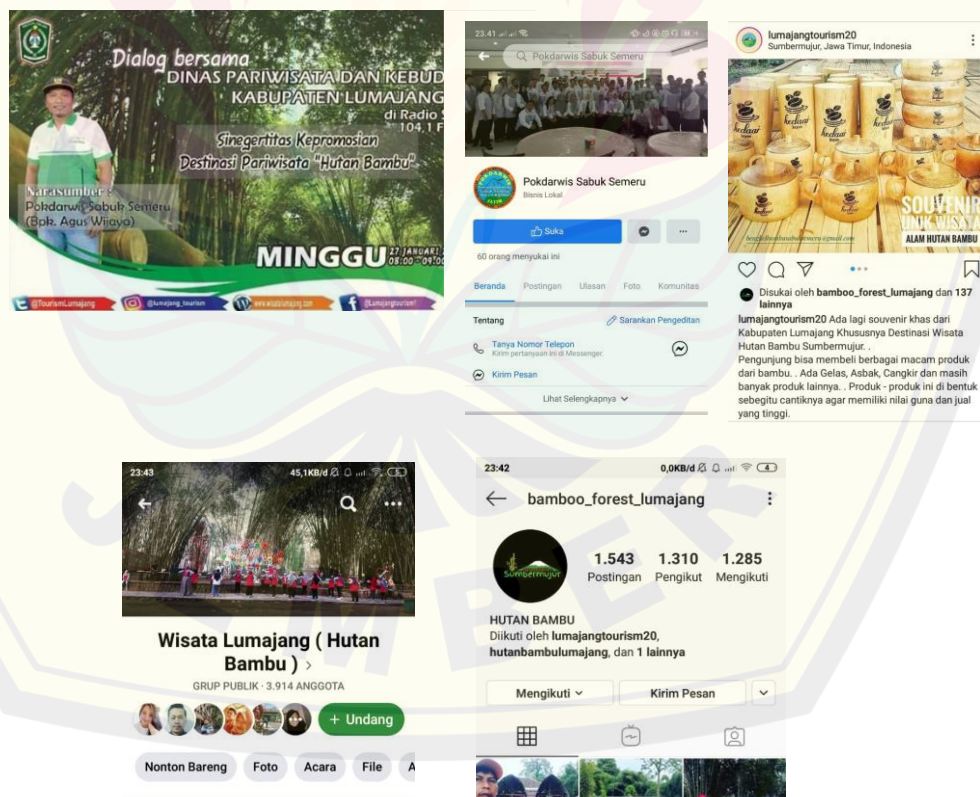 Dialog bersama
DINAS PARIWISATA DAN KEBUD
KABUPATEN LUMAJANG
di Radio S
104.1 F
Sinegertitas Kepromosian
Destinasi Pariwisata "Hutan Bambu"
Narasumber :
Pokdarwis Sabuk Semeru
(Bpk. Agus Wijayo)
MINGGU 27 JANUARI
08:00 - 09:00
@TourismLumajang
@lumajang_tourism
www.wisatalumajang.com
@Lumajangtourism1
23.41
Pokdarwis Sabuk Semeru
Pokdarwis Sabuk Semeru
Bisnis Lokal
Suka
60 orang menyukai ini
Beranda Postingan Ulasan Foto Komunitas
Tentang Sarankan Pengeditan
Tanya Nomor Telepon
Kirim pertanyaan ini di Messenger.
Kirim Pesan
Lihat Selengkapnya
lumajangtourism20
Sumbermujur, Jawa Timur, Indonesia
kedaai
kedaai
kedaai
SOUVENIR
UNIK WISATA
ALAM HUTAN BAMBU
Disukai oleh bamboo_forest_lumajang dan 137
lainnya
lumajangtourism20 Ada lagi souvenir khas dari
Kabupaten Lumajang Khususnya Destinasi Wisata
Hutan Bambu Sumbermujur. .
Pengunjung bisa membeli berbagai macam produk
dari bambu. . Ada Gelas, Asbak, Cangkir dan masih
banyak produk lainnya. . Produk - produk ini di bentuk
sebegitu cantiknya agar memiliki nilai guna dan jual
yang tinggi.
23:43 45,1KB/d 5
Wisata Lumajang ( Hutan
Bambu ) >
GRUP PUBLIK · 3.914 ANGGOTA
+ Undang
Nonton Bareng Foto Acara File A
23:42 0,0KB/d 4
bamboo_forest_lumajang
Sumbermujur
1.543 1.310 1.285
Postingan Pengikut Mengikuti
HUTAN BAMBU
Diikuti oleh lumajangtourism20,
hutanbambulumajang, dan 1 lainnya
Mengikuti Kirim Pesan
JEMBER